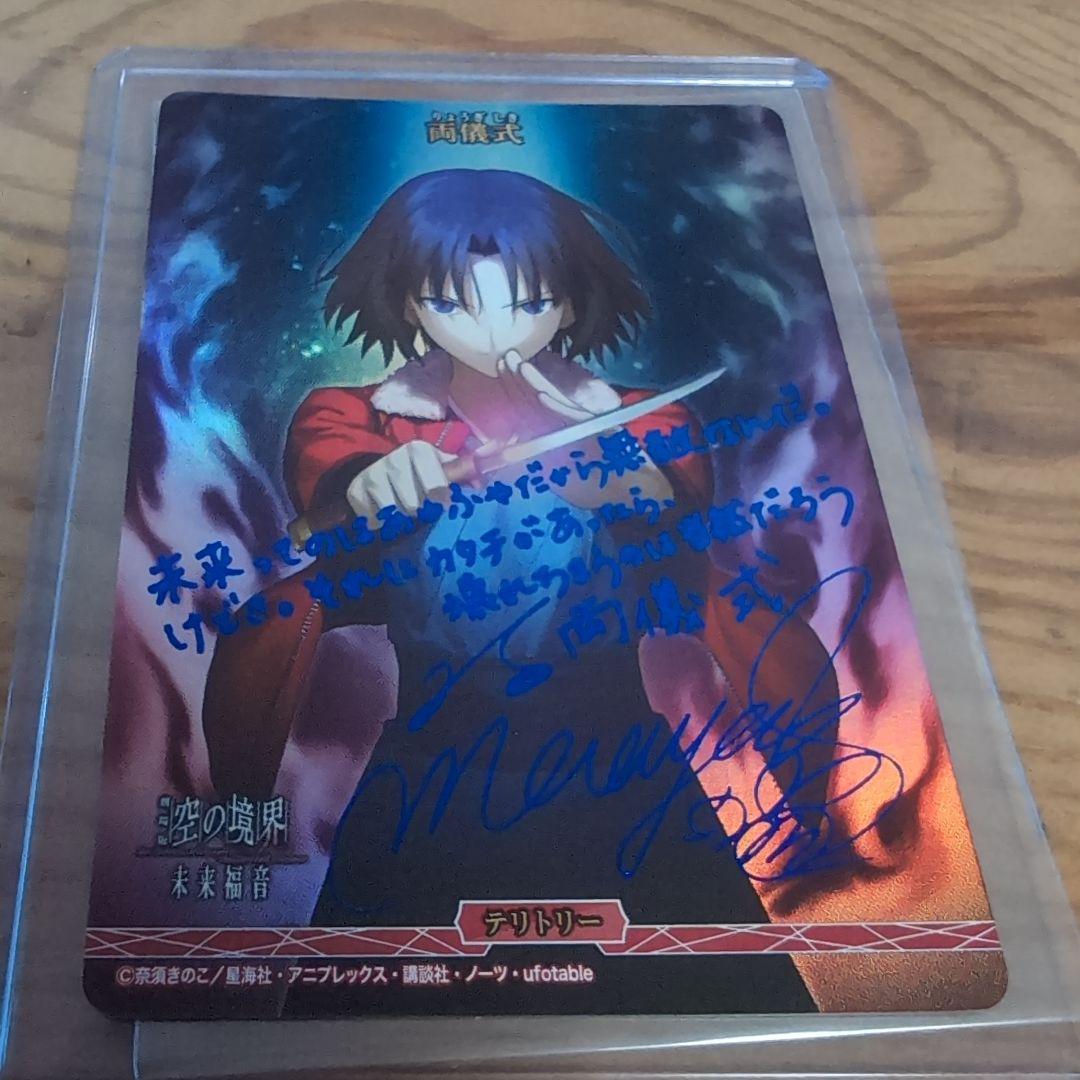 りょうぎ しき
両儀式
未来ってのはあやふやだから無敵なんだ。
けどさ。それにカタチがあったら、
壊れちまうのは当然だろう
両儀式
劇場版 空の境界
未来福音
テリトリー
©奈須きのこ/星海社・アニプレックス・講談社・ノーツ・ufotable